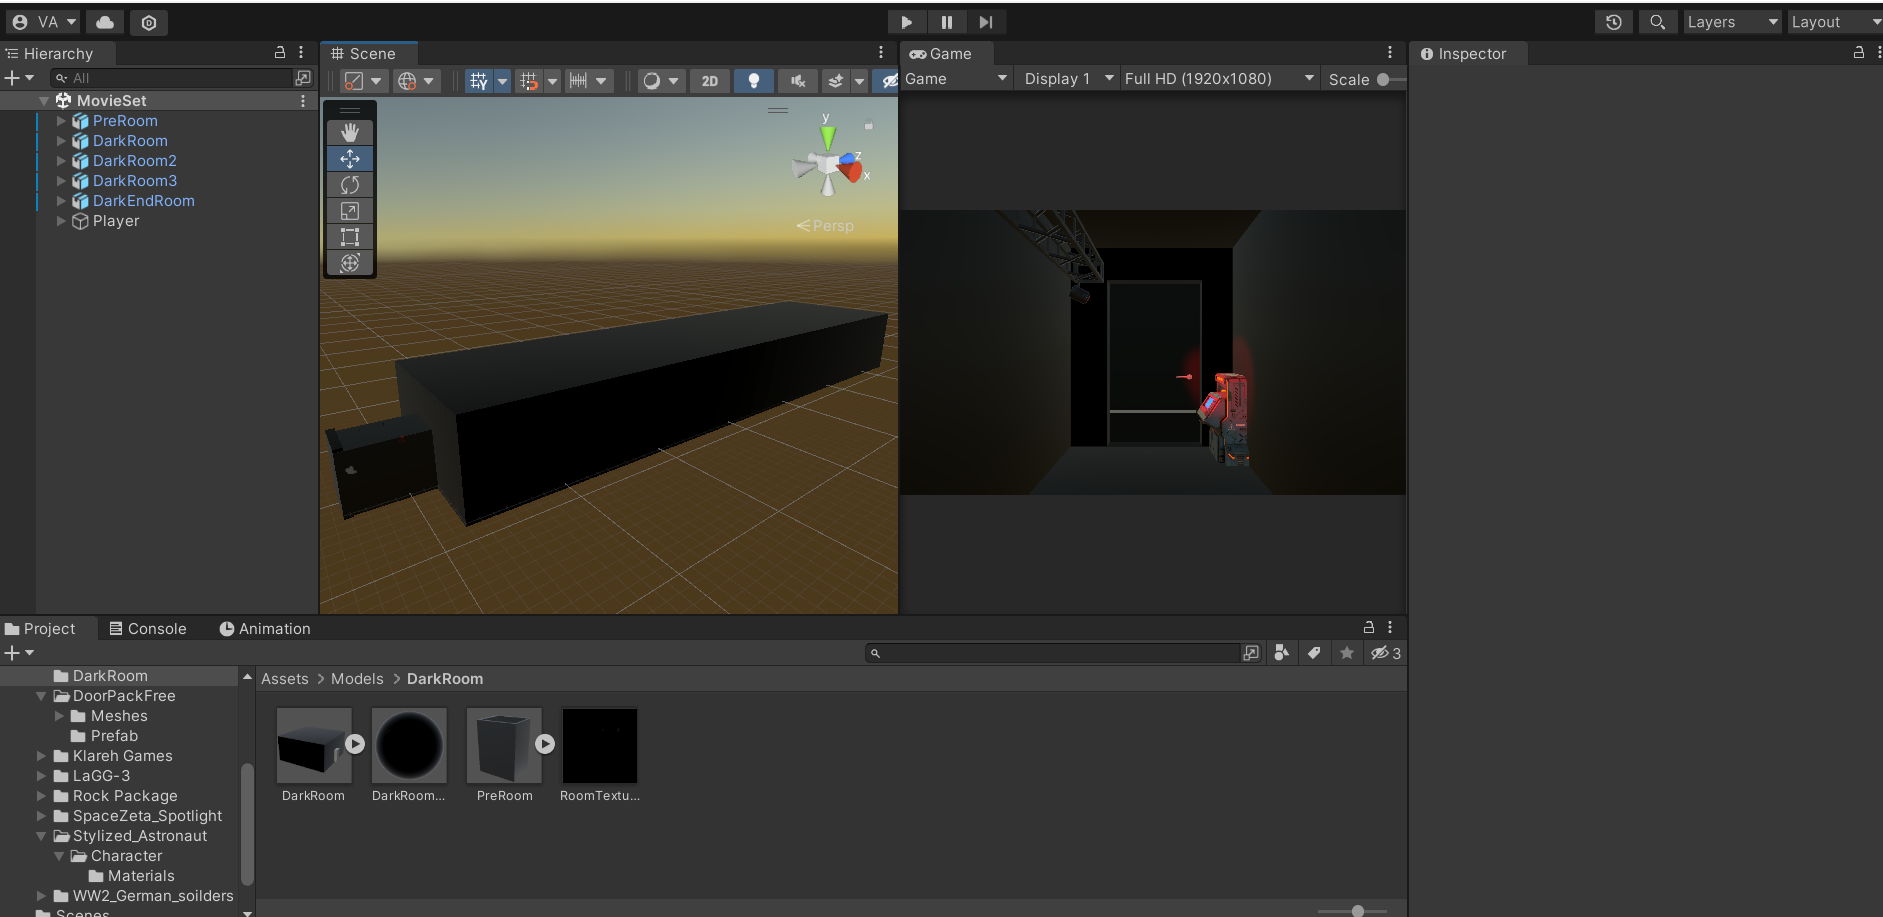 VA
Layers
Layout
Hierarchy
All
MovieSet
PreRoom
DarkRoom
DarkRoom2
DarkRoom3
DarkEndRoom
Player
Scene
2D
y
z
x
Persp
Game
Game
Display 1
Full HD (1920x1080)
Scale
Inspector
Project
Console
Animation
3
DarkRoom
DoorPackFree
Meshes
Prefab
Klareh Games
LaGG-3
Rock Package
SpaceZeta_Spotlight
Stylized_Astronaut
Character
Materials
WW2_German_soilders
Scenes
Assets > Models > DarkRoom
DarkRoom
DarkRoom...
PreRoom
RoomTextu...